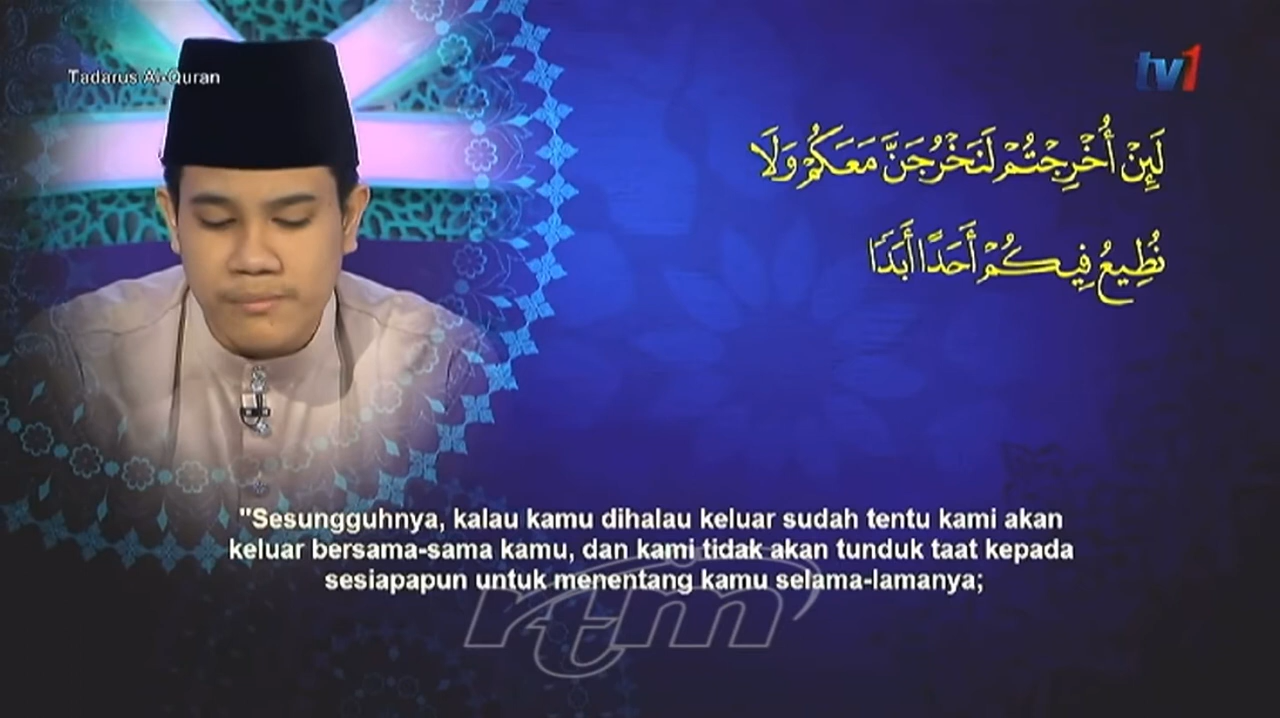 Tadarus Al-Quran
tv1
لَئِنْ أُخْرِجْتُمْ لَنَخْرُجَنَّ مَعَكُمْ وَلَا
نُطِيعُ فِيكُمْ أَحَدًا أَبَدًا
"Sesungguhnya, kalau kamu dihalau keluar sudah tentu kami akan
keluar bersama-sama kamu, dan kami tidak akan tunduk taat kepada
sesiapapun untuk menentang kamu selama-lamanya;
rtm